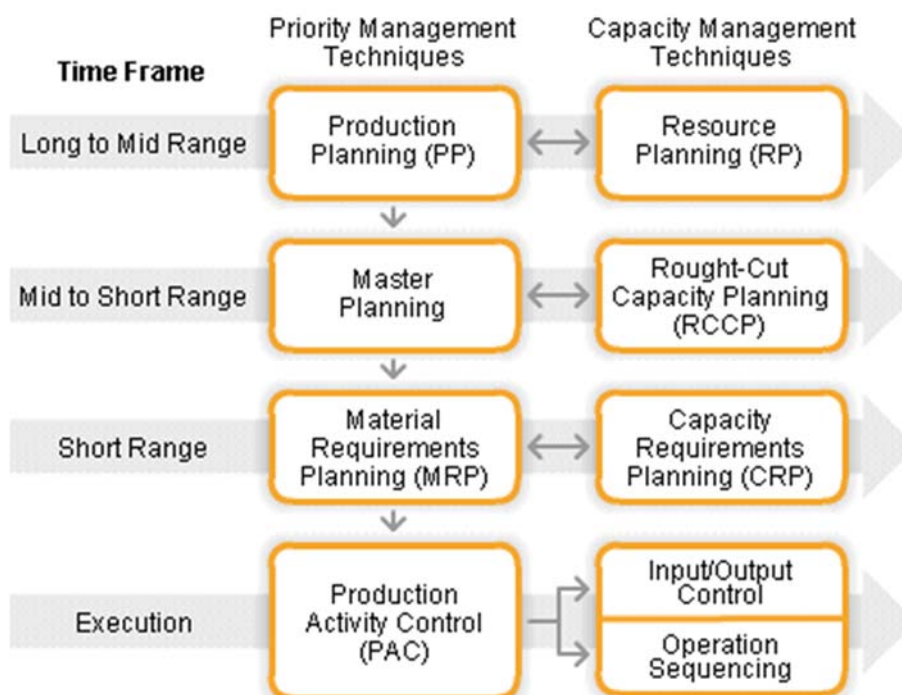 Priority Management
Techniques
Capacity Management
Techniques
Time Frame
Long to Mid Range
Production
Planning (PP)
Resource
Planning (RP)
Mid to Short Range
Master
Planning
Rought-Cut
Capacity Planning
(RCCP)
Short Range
Material
Requirements
Planning (MRP)
Capacity
Requirements
Planning (CRP)
Execution
Production
Activity Control
(PAC)
Input/Output
Control
Operation
Sequencing